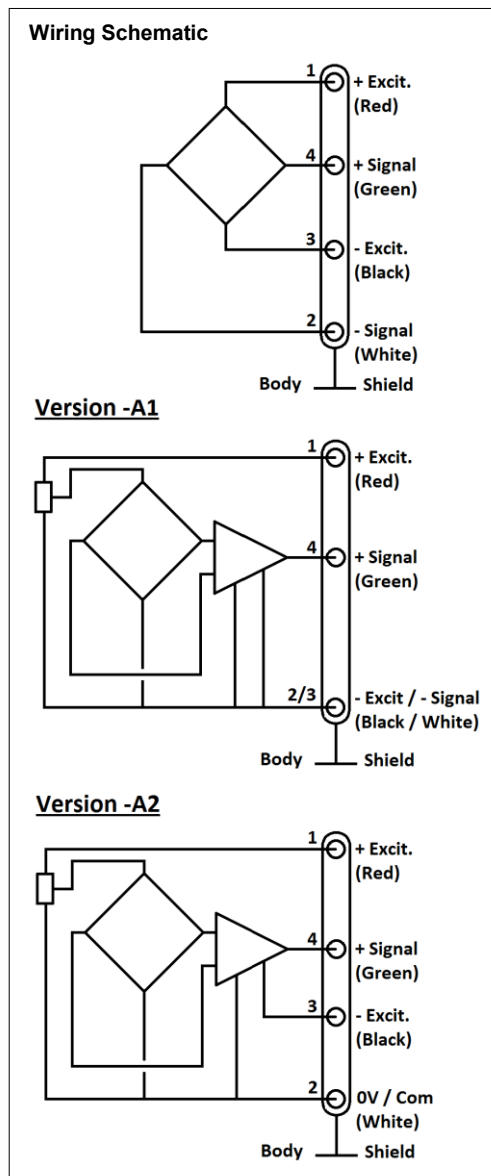 Wiring Schematic
1
+ Excit.
(Red)
4
+ Signal
(Green)
3
- Excit.
(Black)
2
- Signal
(White)
Body Shield
Version -A1
1
+ Excit.
(Red)
4
+ Signal
(Green)
2/3
- Excit / - Signal
(Black / White)
Body Shield
Version -A2
1
+ Excit.
(Red)
4
+ Signal
(Green)
3
- Excit.
(Black)
2
0V / Com
(White)
Body Shield